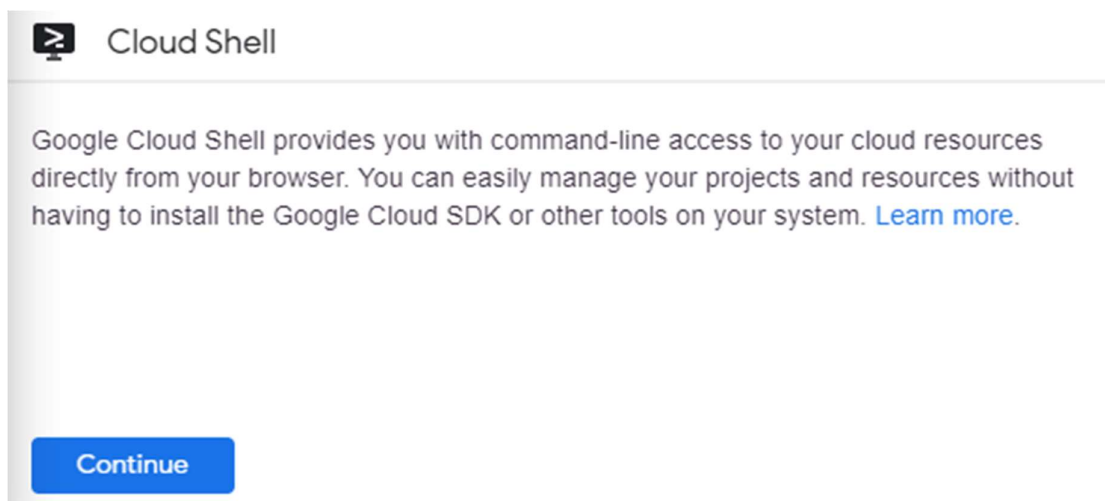 Cloud Shell
Google Cloud Shell provides you with command-line access to your cloud resources
directly from your browser. You can easily manage your projects and resources without
having to install the Google Cloud SDK or other tools on your system. Learn more.
Continue